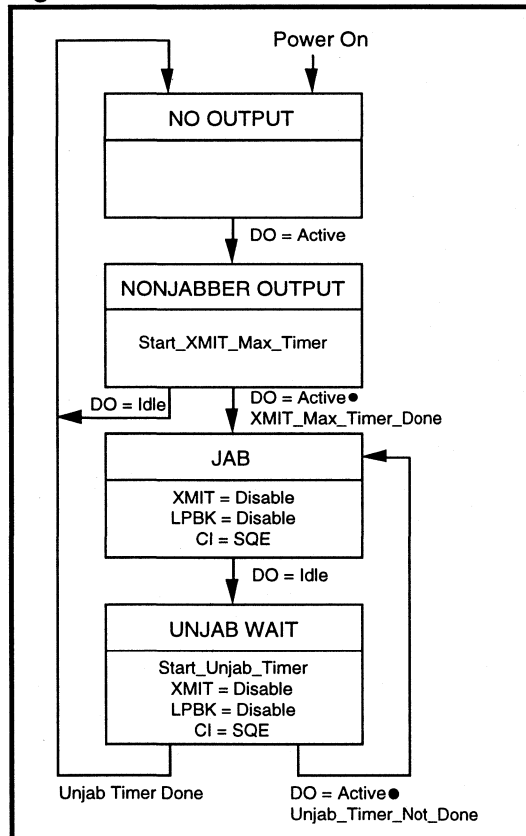 Power On
NO OUTPUT
DO = Active
NONJABBER OUTPUT
Start_XMIT_Max_Timer
DO = Idle
DO = Active●
XMIT_Max_Timer_Done
JAB
XMIT = Disable
LPBK = Disable
CI = SQE
DO = Idle
UNJAB WAIT
Start_Unjab_Timer
XMIT = Disable
LPBK = Disable
CI = SQE
Unjab Timer Done
DO = Active●
Unjab_Timer_Not_Done